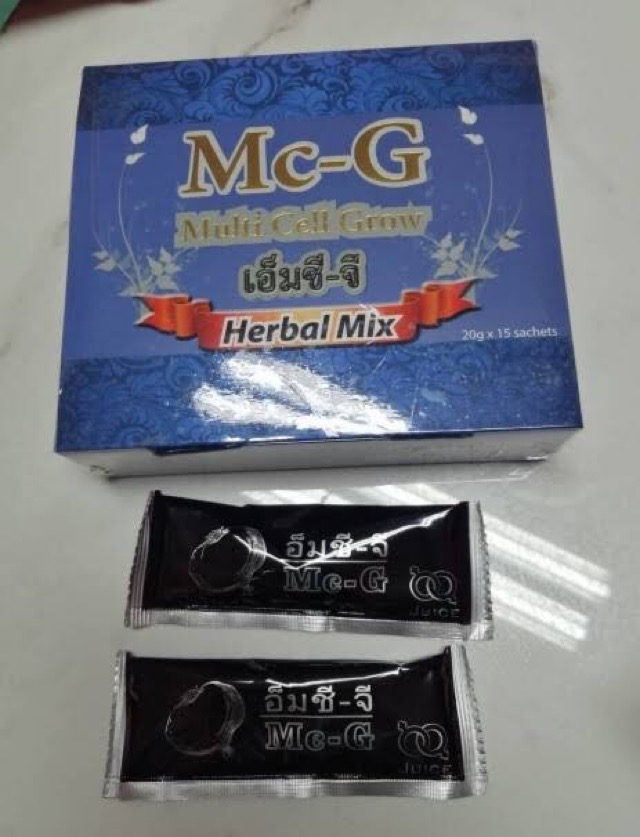 Mc-G
Multi Cell Grow
เอ็มซี-จี
Herbal Mix
20g x 15 sachets
อ็มซี-จี
Mc-G
JUICE
อ็มซี-จี
Mc-G
JUICE